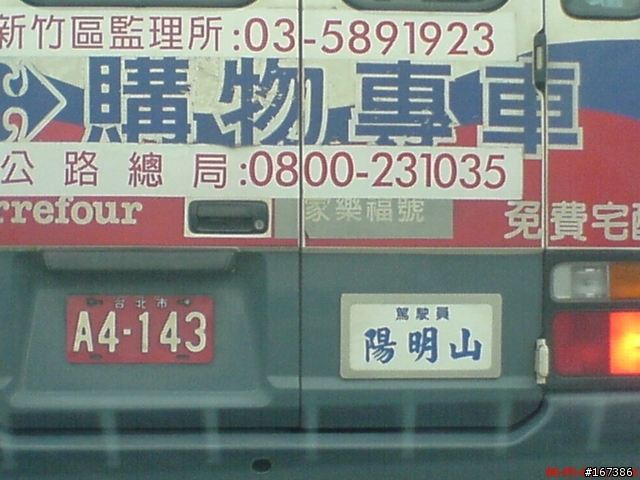 新竹區監理所:03-5891923
購物專車
公路總局:0800-231035
rrefour
家樂福號
免費宅配
台北市
A4-143
駕駛員
陽明山
#167386